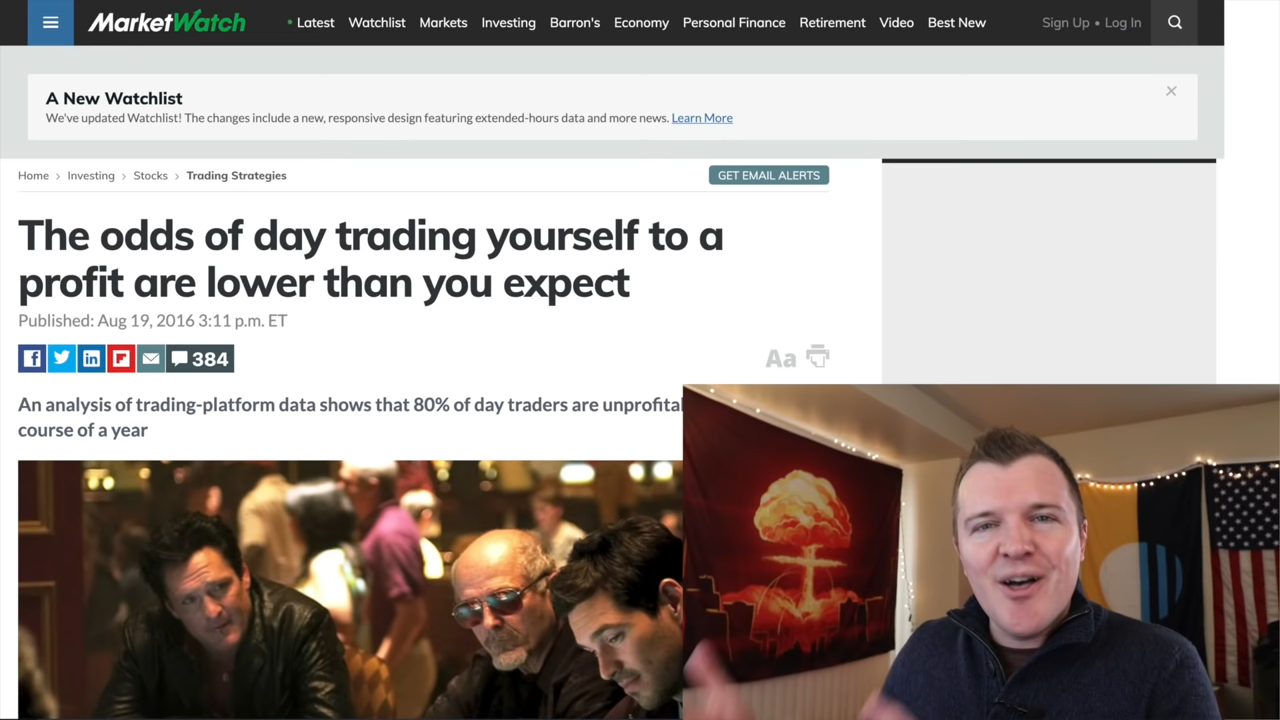 MarketWatch
Latest Watchlist Markets Investing Barron's Economy Personal Finance Retirement Video Best New
Sign Up • Log In
A New Watchlist
We've updated Watchlist! The changes include a new, responsive design featuring extended-hours data and more news. Learn More
Home > Investing > Stocks > Trading Strategies
GET EMAIL ALERTS
The odds of day trading yourself to a
profit are lower than you expect
Published: Aug 19, 2016 3:11 p.m. ET
384
Aa
An analysis of trading-platform data shows that 80% of day traders are
course of a year